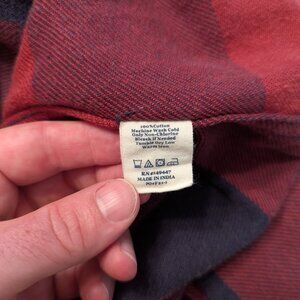 100%Cotton
Machine Wash Cold
Only Non-Chlorine
Bleach if Needed
Tumble Dry Low
Warm Iron
MADE IN INDIA